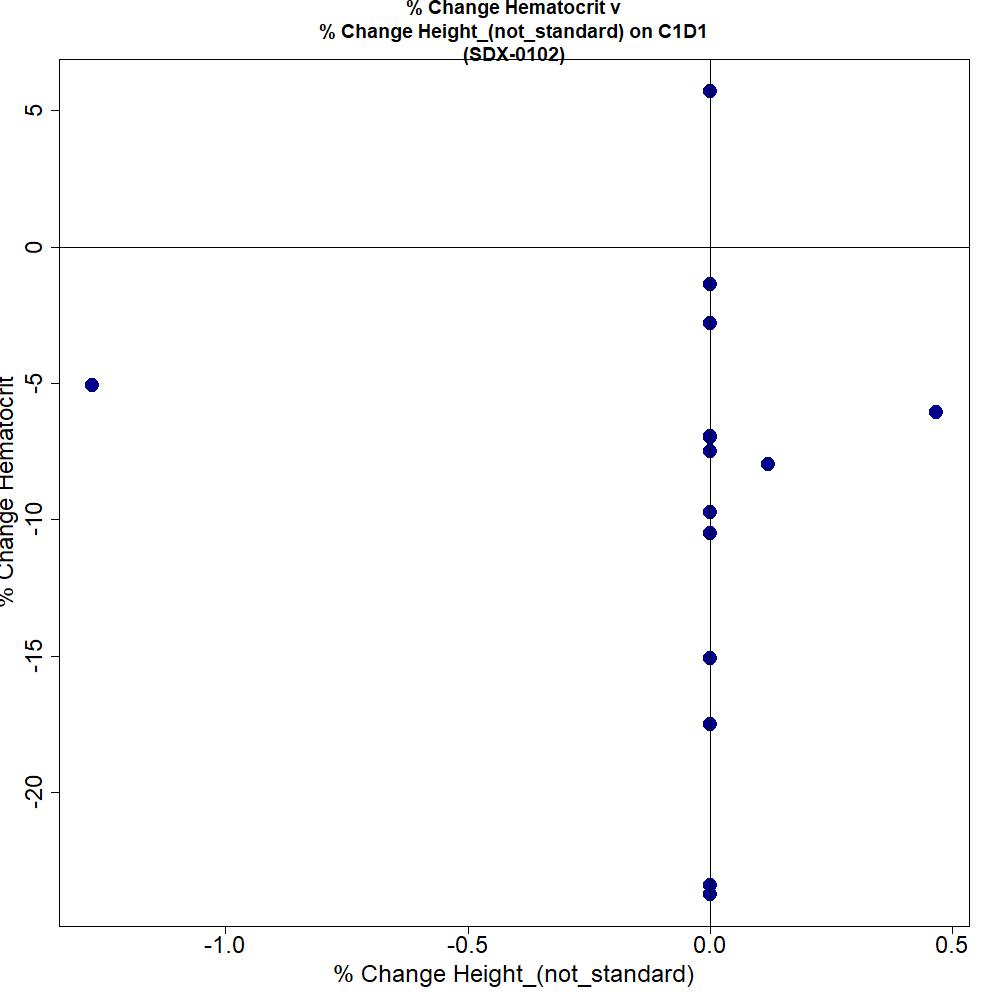 % Change Hematocrit v
% Change Height_(not_standard) on C1D1
(SDX-0102)
5
0
-5
-10
-15
-20
% Change Hematocrit
-1.0
-0.5
0.0
0.5
% Change Height_(not_standard)